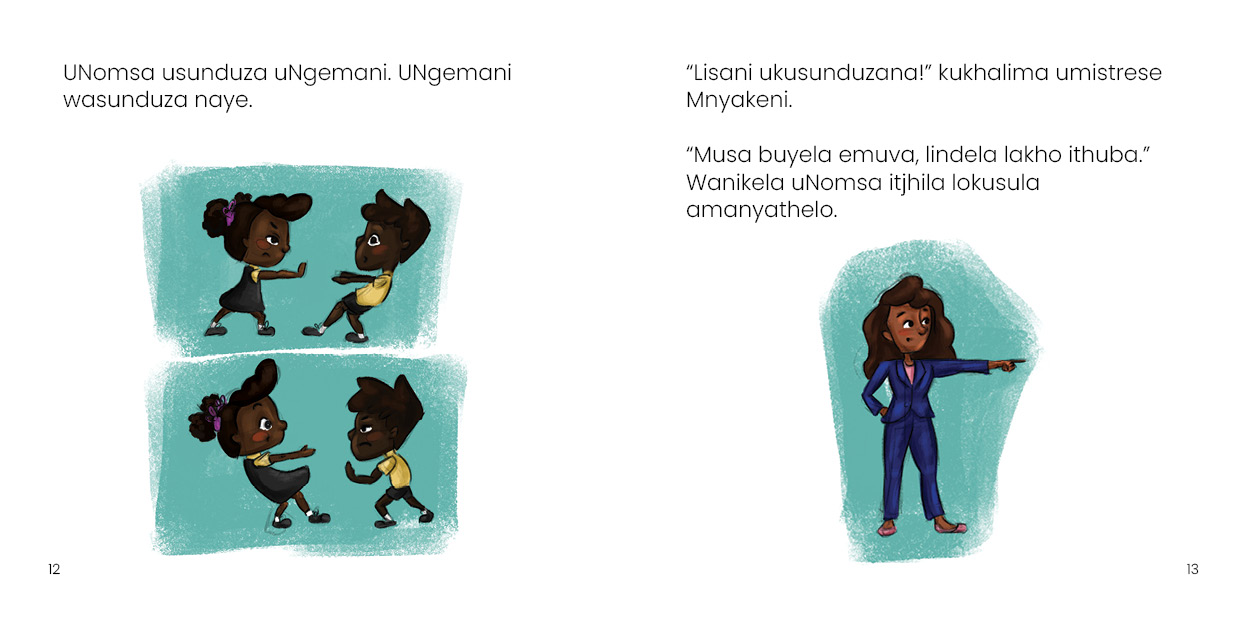 UNomsa usunduza uNgemani. UNgemani
wasunduza naye.
12
“Lisani ukusunduzana!” kukhalima umistrese
Mnyakeni.
“Musa buyela emuva, lindela lakho ithuba.”
Wanikela uNomsa itjhila lokusula
amanyathelo.
13